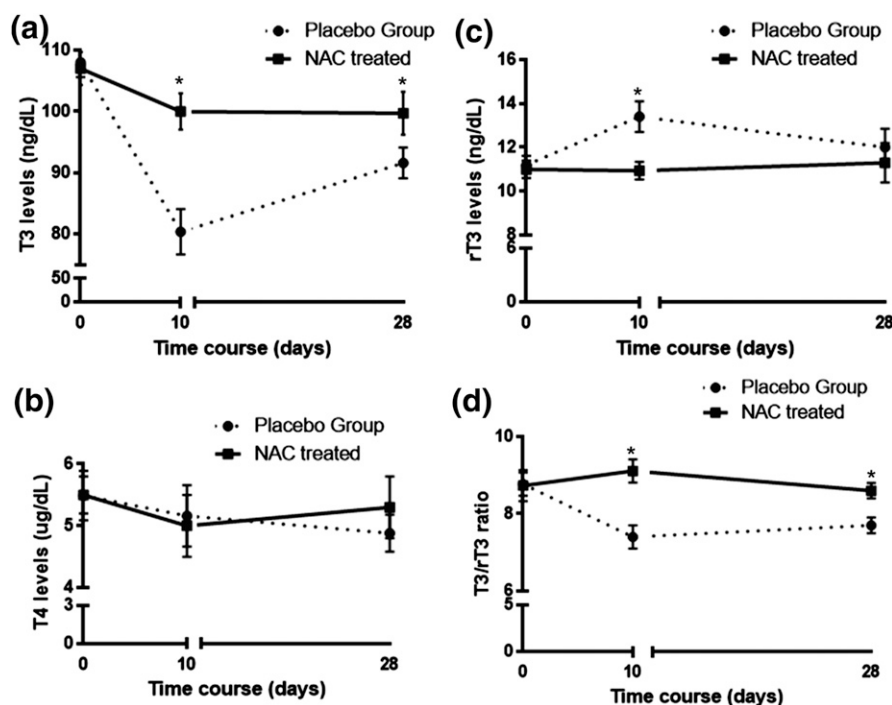 (a)
Placebo Group
NAC treated
T3 levels (ng/dL)
110
100
90
80
50
0
*
*
0
10
28
Time course (days)
(c)
Placebo Group
NAC treated
rT3 levels (ng/dL)
16
14
12
10
8
6
0
*
0
10
28
Time course (days)
(b)
Placebo Group
NAC treated
T4 levels (ug/dL)
6
5
4
3
0
0
10
28
Time course (days)
(d)
Placebo Group
NAC treated
T3/rT3 ratio
10
8
6
5
0
*
*
0
10
28
Time course (days)